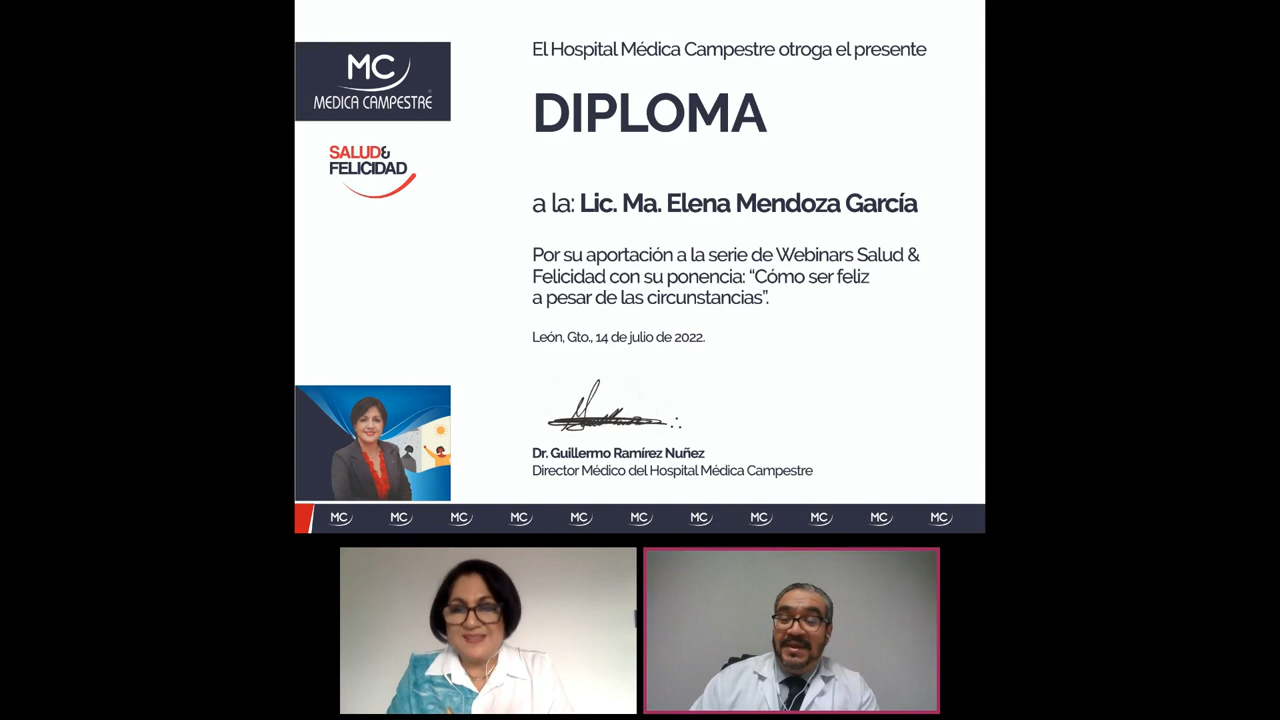 MC
MEDICA CAMPESTRE®
SALUD&
FELICIDAD
El Hospital Médica Campestre otroga el presente
DIPLOMA
a la: Lic. Ma. Elena Mendoza García
Por su aportación a la serie de Webinars Salud &
Felicidad con su ponencia: “Cómo ser feliz
a pesar de las circunstancias”.
León, Gto., 14 de julio de 2022.
Dr. Guillermo Ramírez Nuñez
Director Médico del Hospital Médica Campestre
MC MC MC MC MC MC MC MC MC MC MC